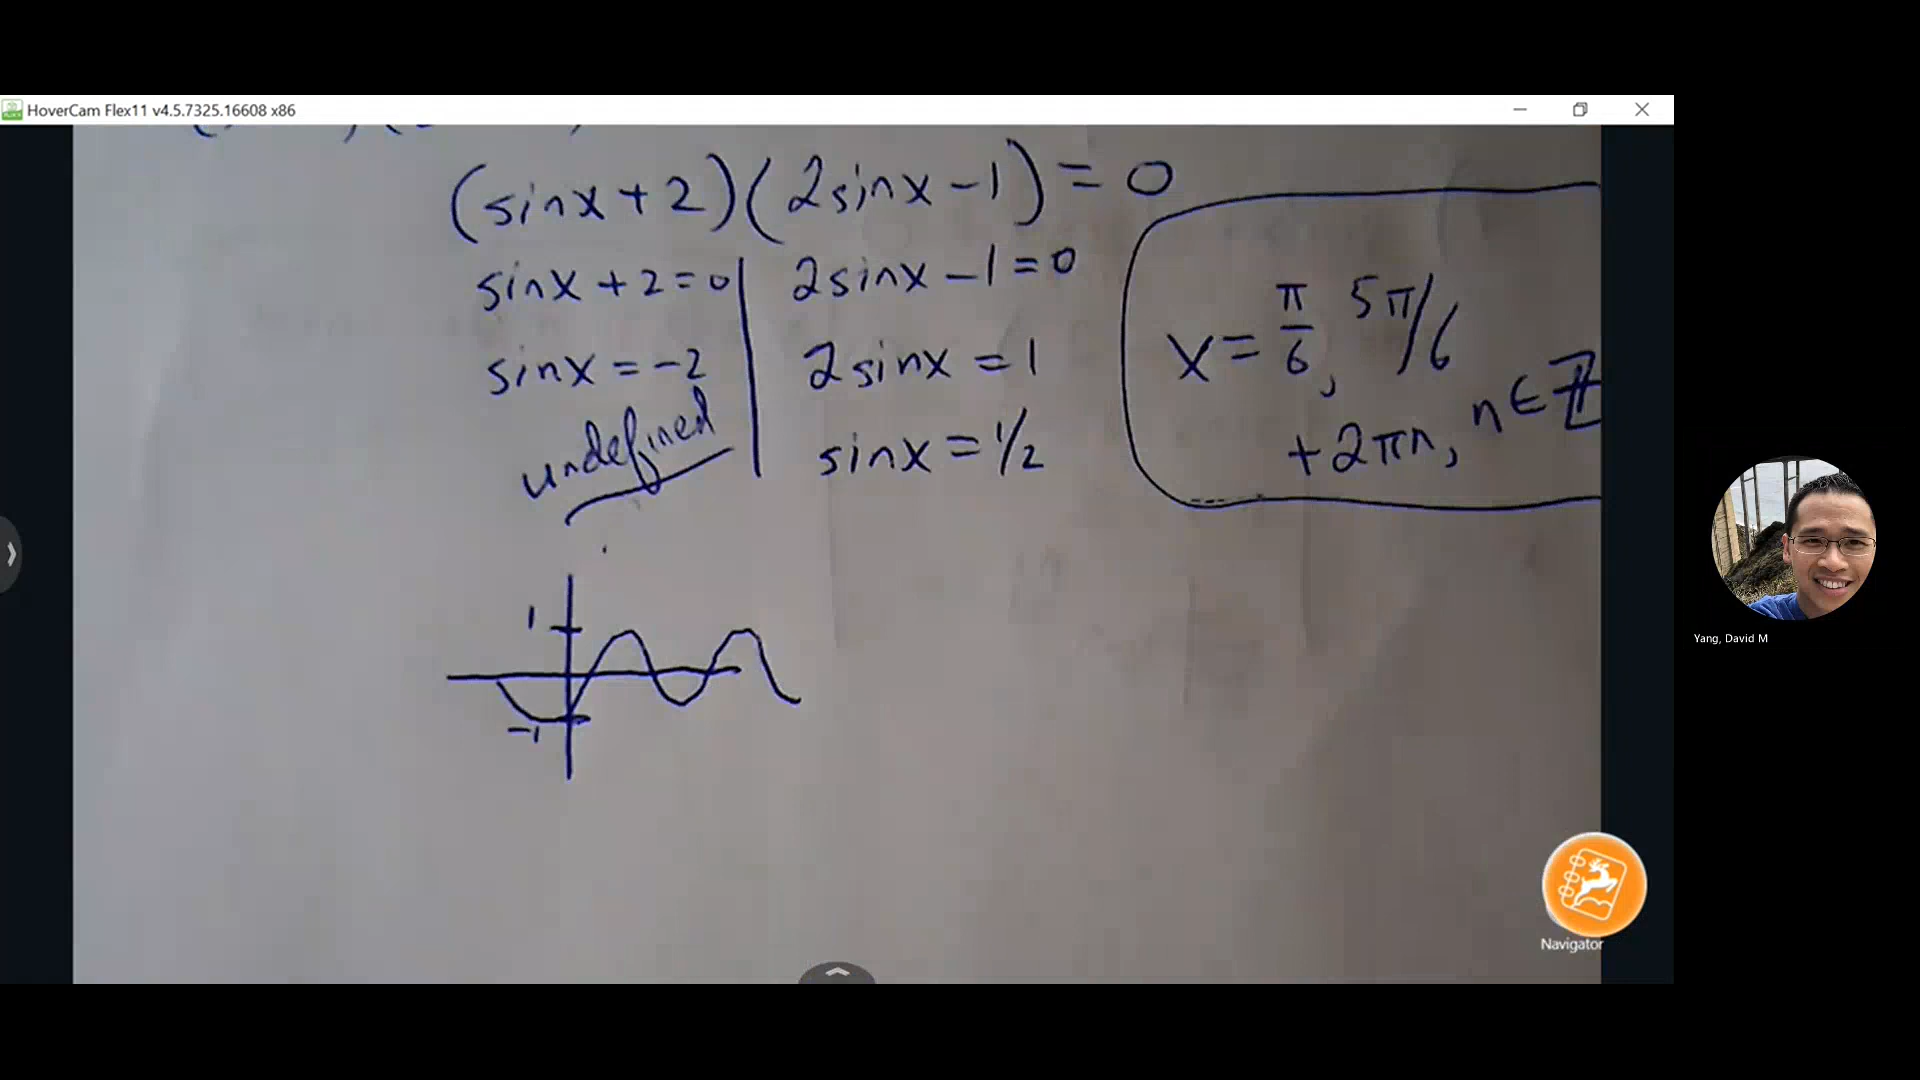 HoverCam Flex11 v4.5.7325.16608 x86
(sinx + 2)(2sinx - 1) = 0
sinx + 2 = 0 | 2sinx - 1 = 0
sinx = -2 | 2sinx = 1
undefined | sinx = 1/2
x = π/6, 5π/6
+ 2πn, n ∈ ℤ
1
-1
Navigator
Yang, David M